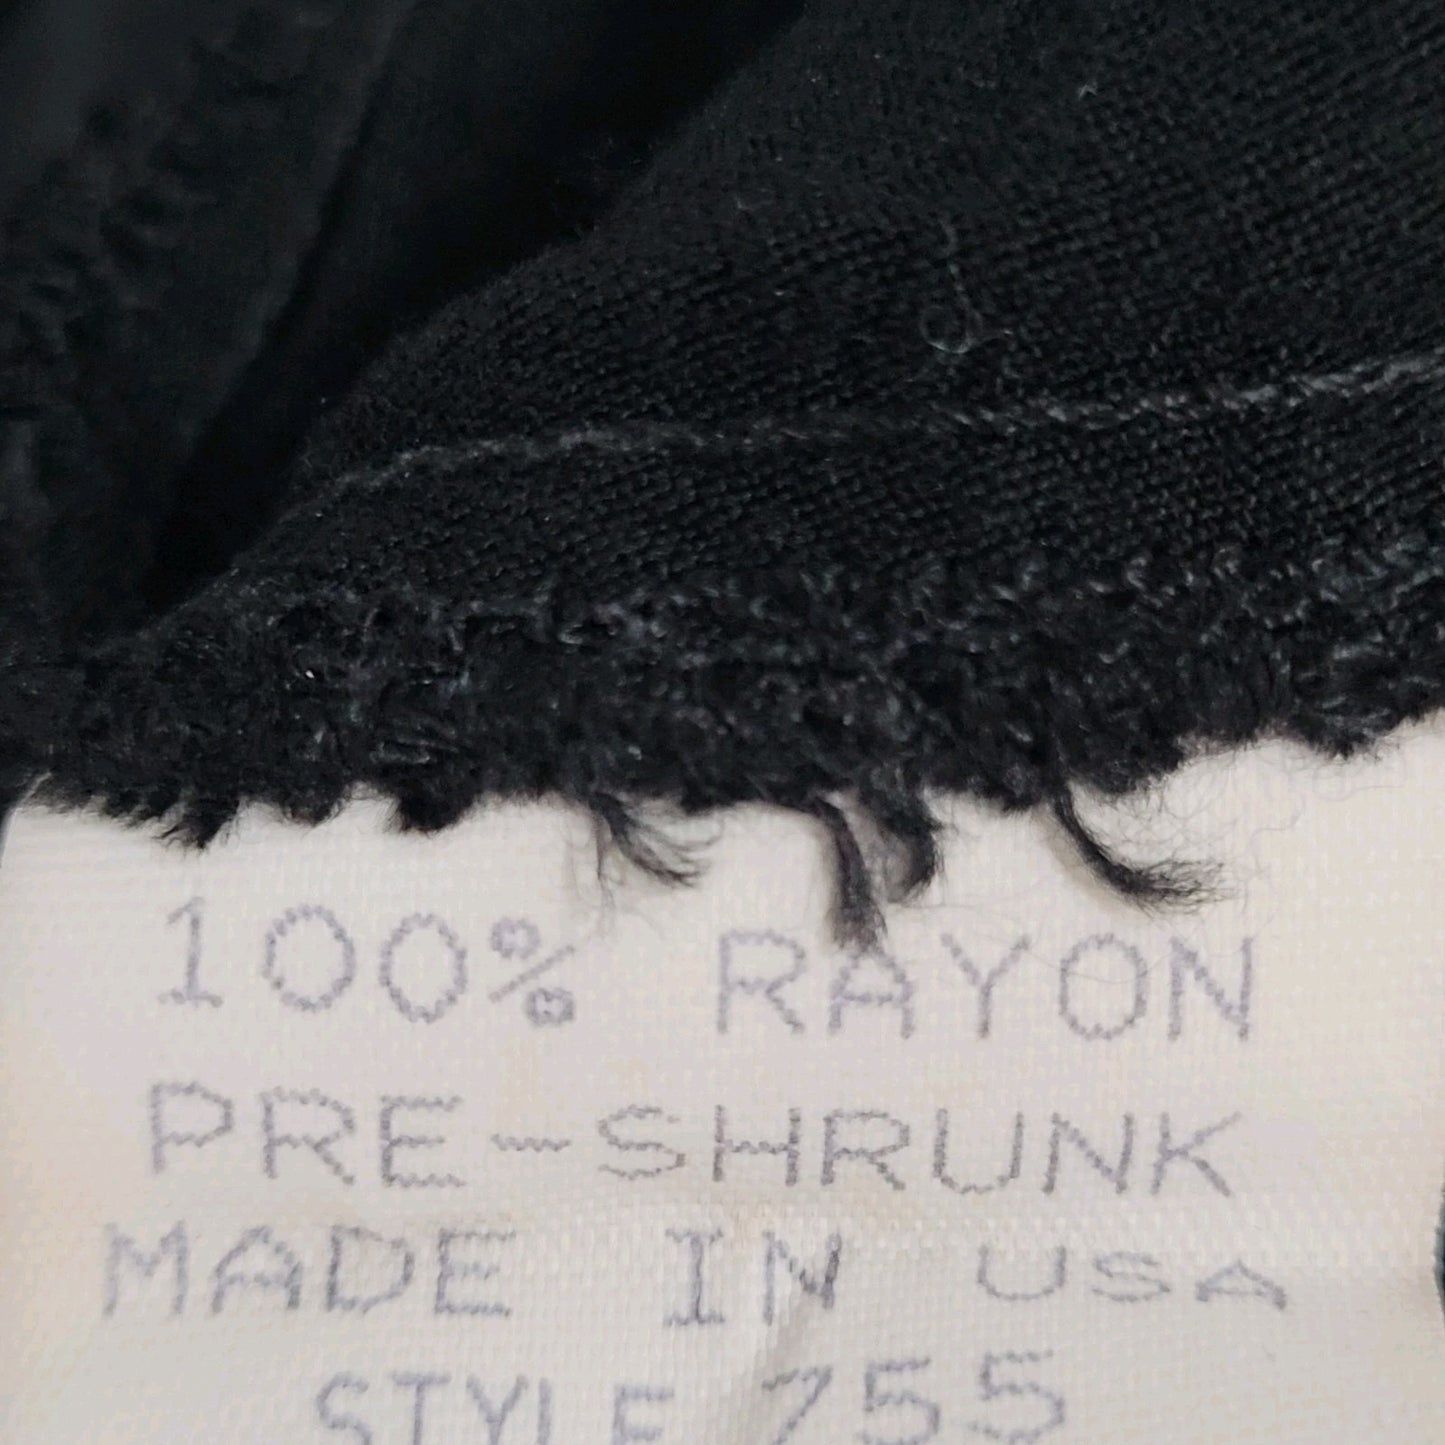 100% RAYON
PRE-SHRUNK
MADE IN USA
STYLE 755